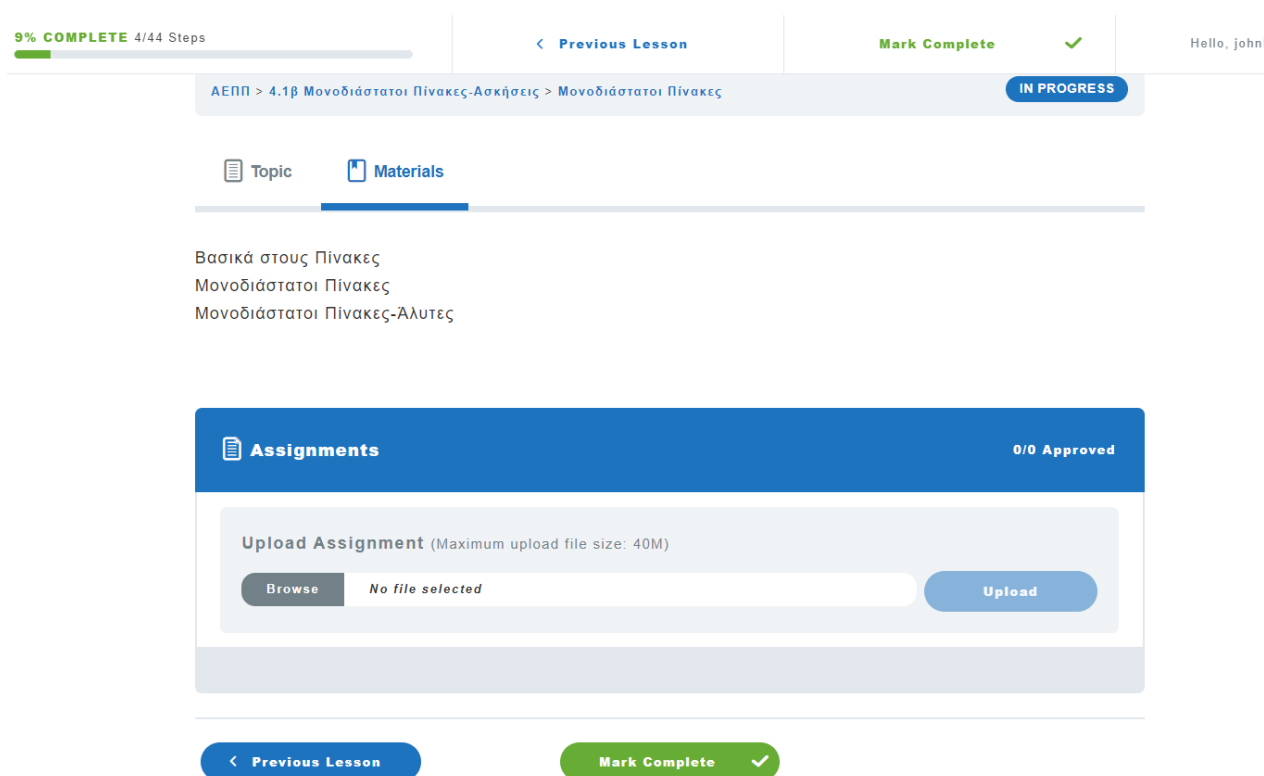 9% COMPLETE 4/44 Steps
Previous Lesson
Mark Complete
Hello, john
ΑΕΠΠ > 4.1β Μονοδιάστατοι Πίνακες-Ασκήσεις > Μονοδιάστατοι Πίνακες
IN PROGRESS
Topic
Materials
Βασικά στους Πίνακες
Μονοδιάστατοι Πίνακες
Μονοδιάστατοι Πίνακες-Άλυτες
Assignments
0/0 Approved
Upload Assignment (Maximum upload file size: 40M)
Browse
No file selected
Upload
Previous Lesson
Mark Complete